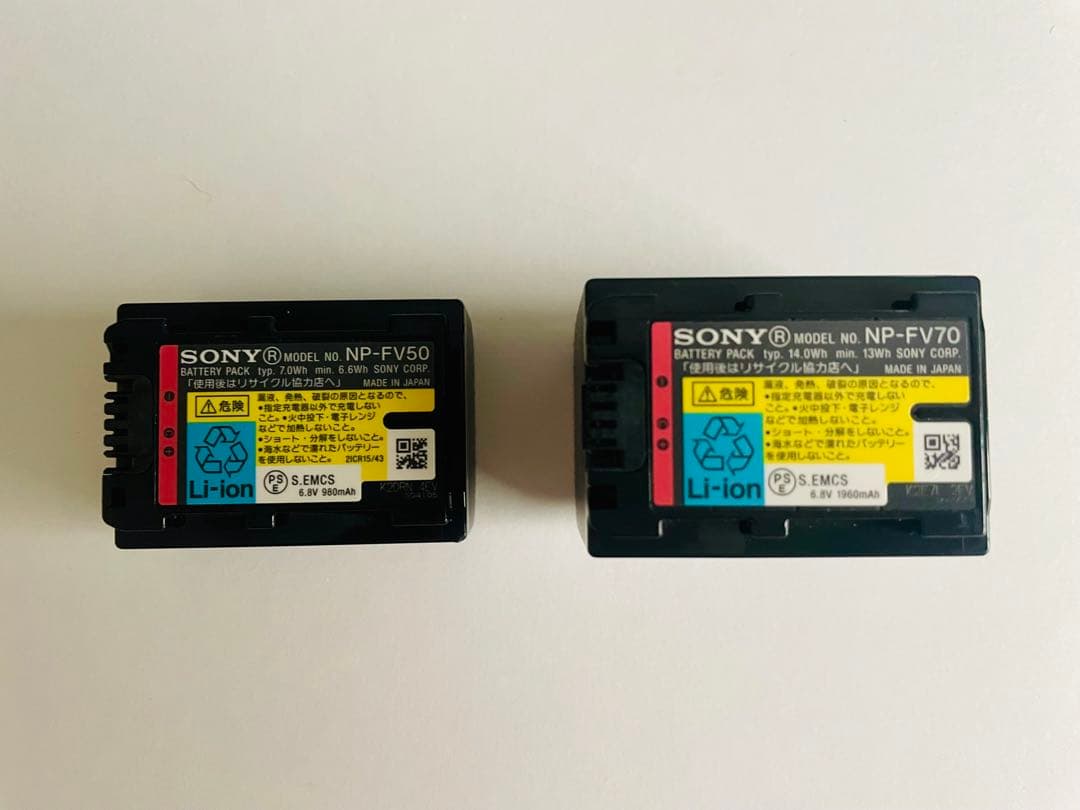 SONY® MODEL NO. NP-FV50
BATTERY PACK typ. 7.0Wh min. 6.6Wh SONY CORP.
「使用後はリサイクル協力店へ」 MADE IN JAPAN
⚠危険
漏液、発熱、破裂の原因となるので、
•指定充電器以外で充電しない
こと。•火中投下・電子レンジ
などで加熱しないこと。
•ショート・分解をしないこと。
•海水などで濡れたバッテリー
を使用しないこと。 2ICR15/43
Li-ion
PSE S.EMCS
6.8V 980mAh
SONY® MODEL NO. NP-FV70
BATTERY PACK typ. 14.0Wh min. 13Wh SONY CORP.
「使用後はリサイクル協力店へ」 MADE IN JAPAN
⚠危険
漏液、発熱、破裂の原因となるので、
•指定充電器以外で充電しない
こと。•火中投下・電子レンジ
などで加熱しないこと。
•ショート・分解をしないこと。
•海水などで濡れたバッテリー
を使用しないこと。
Li-ion
PSE S.EMCS
6.8V 1960mAh